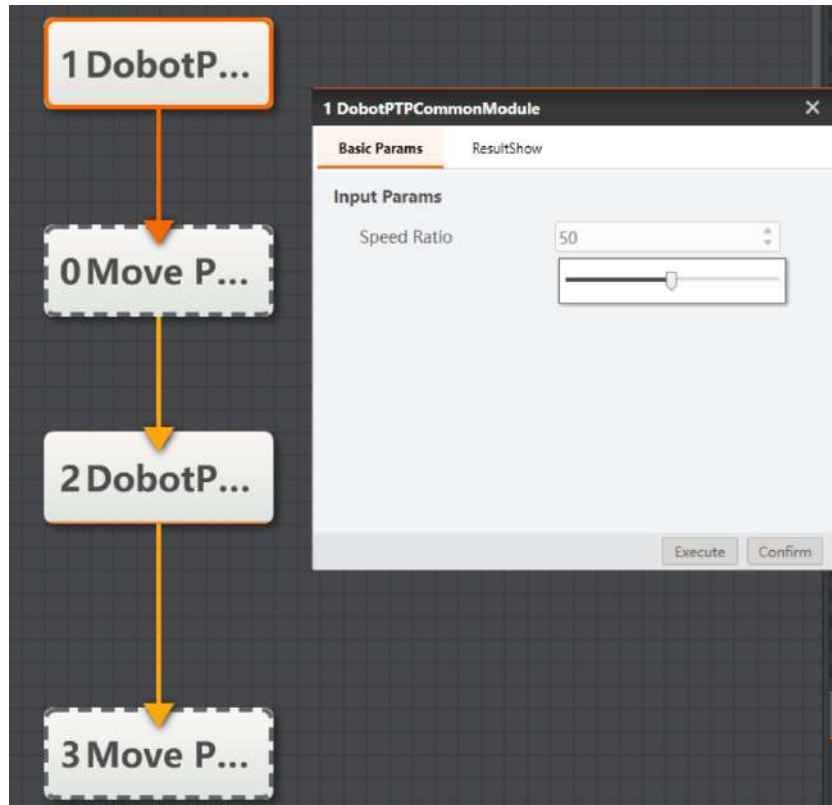 1 DobotP...
0 Move P...
2 DobotP...
3 Move P...
1 DobotPTPCommonModule
Basic Params ResultShow
Input Params
Speed Ratio 50
Execute Confirm